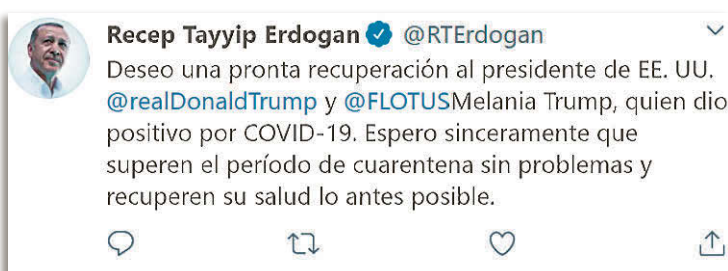 Recep Tayyip Erdogan @RTErdogan
Deseo una pronta recuperación al presidente de EE. UU.
@realDonaldTrump y @FLOTUSMelania Trump, quien dio
positivo por COVID-19. Espero sinceramente que
superen el período de cuarentena sin problemas y
recuperen su salud lo antes posible.